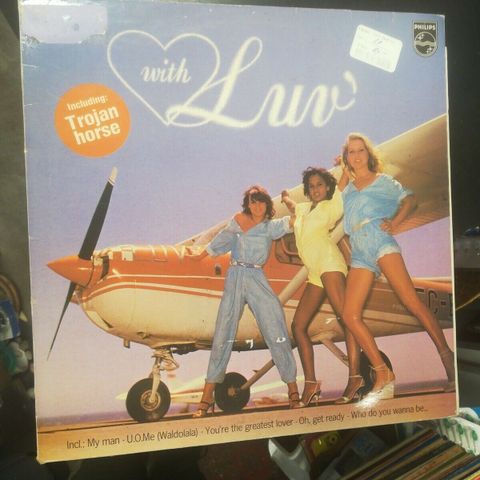 PHILIPS
with
Luv'
Including:
Trojan
horse
Incl.: My man - U.O.Me (Waldolala) - You're the greatest lover - Oh, get ready - Who do you wanna be..